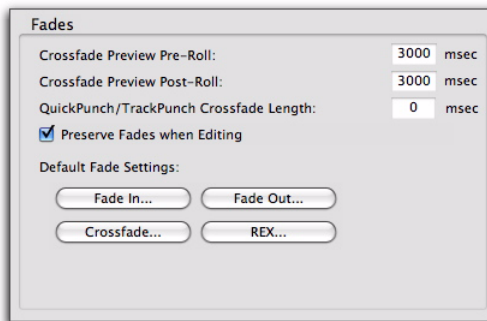 Fades
Crossfade Preview Pre-Roll: 3000 msec
Crossfade Preview Post-Roll: 3000 msec
QuickPunch/TrackPunch Crossfade Length: 0 msec
Preserve Fades when Editing
Default Fade Settings:
Fade In... Fade Out...
Crossfade... REX...